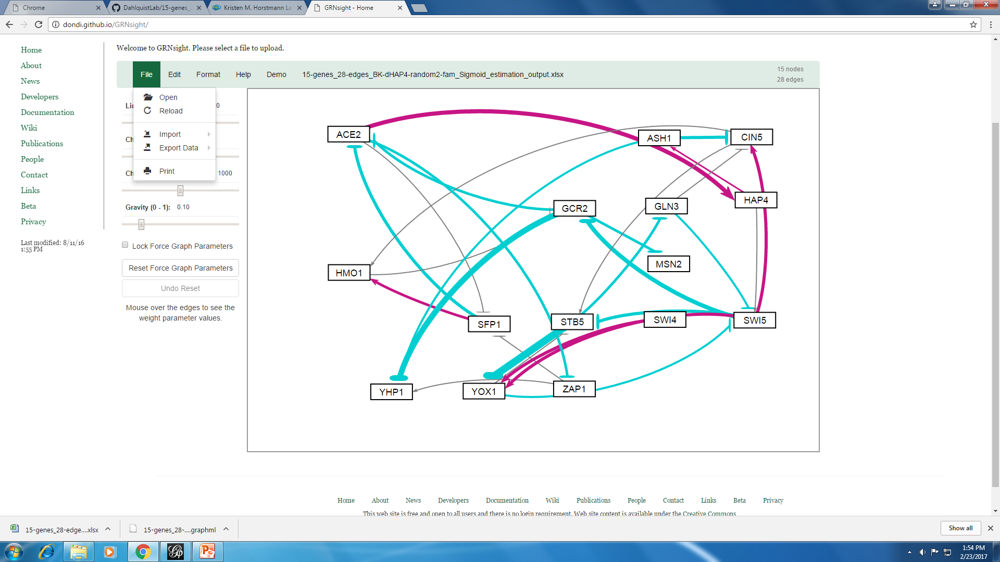 Chrome
DahlquistLab/15-genes_2
Kristen M. Horstmann La
GRNsight - Home
dondi.github.io/GRNsight/
Home
About
News
Developers
Documentation
Wiki
Publications
People
Contact
Links
Beta
Privacy
Last modified: 8/11/16
1:55 PM
Welcome to GRNsight. Please select a file to upload.
File Edit Format Help Demo 15-genes_28-edges_BK-dHAP4-random2-fam_Sigmoid_estimation_output.xlsx
15 nodes
28 edges
Open
Reload
Import
Export Data
Print
Lin 0
Ch
Ch 1000
Gravity (0 - 1): 0.10
Lock Force Graph Parameters
Reset Force Graph Parameters
Undo Reset
Mouse over the edges to see the
weight parameter values.
ACE2
ASH1
CIN5
HAP4
GCR2
GLN3
MSN2
HMO1
SFP1
STB5
SWI4
SWI5
YHP1
YOX1
ZAP1
Home About News Developers Documentation Wiki Publications People Contact Links Beta Privacy
This web site is free and open to all users and there is no login requirement. Web site content is available under the Creative Commons
15-genes_28-edge....xlsx
15-genes_28-....graphml
Show all
1:54 PM
2/23/2017